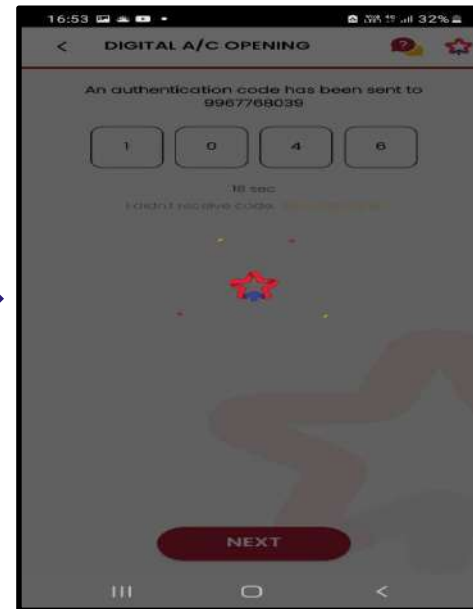 16:53
32%
DIGITAL A/C OPENING
An authentication code has been sent to
9967768039
1 0 4 6
18 sec
I didn't receive code.
NEXT